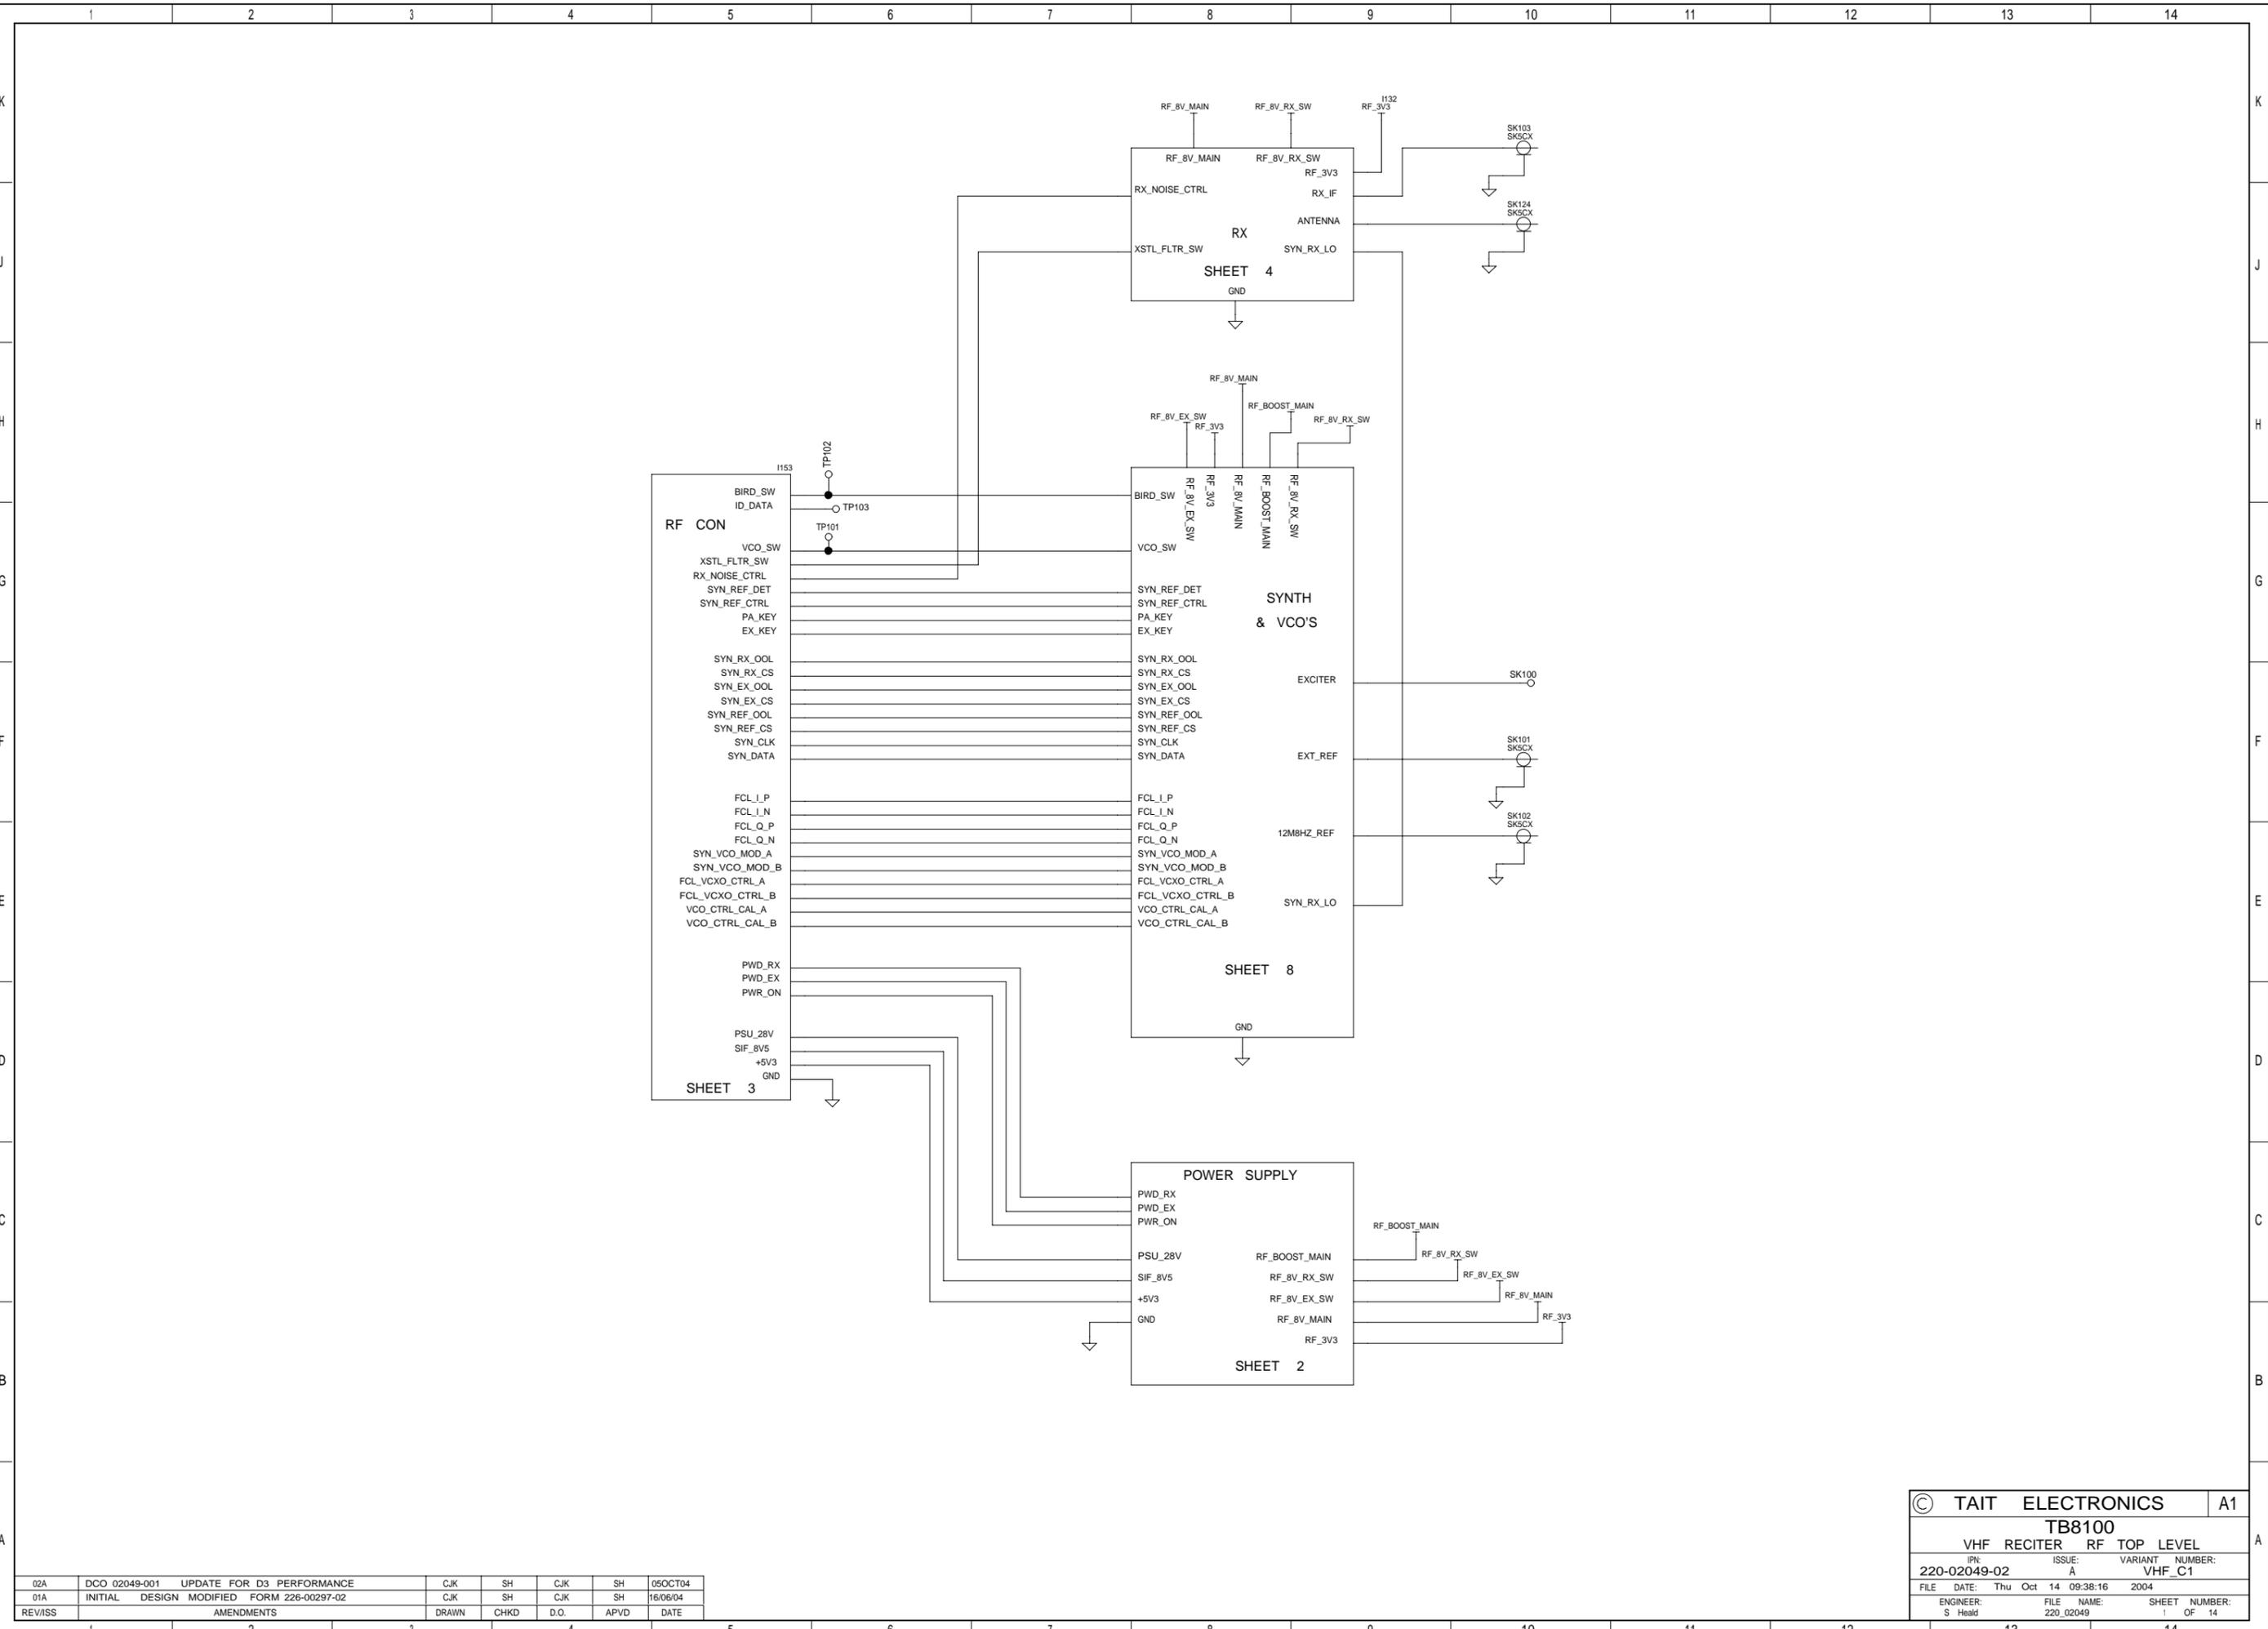 1 2 3 4 5 6 7 8 9 10 11 12 13 14
K K
J J
H H
G G
F F
E E
D D
C C
B B
A A
RF_8V_MAIN
RF_8V_RX_SW
I132
RF_3V3
RF_8V_MAIN
RF_8V_RX_SW
RF_3V3
RX_NOISE_CTRL
RX_IF
ANTENNA
RX
XSTL_FLTR_SW
SYN_RX_LO
SHEET 4
GND
SK103
SK5CX
SK124
SK5CX
I153
BIRD_SW
ID_DATA
RF CON
VCO_SW
XSTL_FLTR_SW
RX_NOISE_CTRL
SYN_REF_DET
SYN_REF_CTRL
PA_KEY
EX_KEY
SYN_RX_OOL
SYN_RX_CS
SYN_EX_OOL
SYN_EX_CS
SYN_REF_OOL
SYN_REF_CS
SYN_CLK
SYN_DATA
FCL_I_P
FCL_I_N
FCL_Q_P
FCL_Q_N
SYN_VCO_MOD_A
SYN_VCO_MOD_B
FCL_VCXO_CTRL_A
FCL_VCXO_CTRL_B
VCO_CTRL_CAL_A
VCO_CTRL_CAL_B
PWD_RX
PWD_EX
PWR_ON
PSU_28V
SIF_8V5
+5V3
GND
SHEET 3
TP102
TP103
TP101
RF_8V_MAIN
RF_BOOST_MAIN
RF_8V_EX_SW
RF_3V3
RF_8V_RX_SW
RF_8V_EX_SW
RF_3V3
RF_8V_MAIN
RF_BOOST_MAIN
RF_8V_RX_SW
BIRD_SW
VCO_SW
SYN_REF_DET
SYN_REF_CTRL
PA_KEY
EX_KEY
SYNTH
& VCO'S
SYN_RX_OOL
SYN_RX_CS
SYN_EX_OOL
SYN_EX_CS
SYN_REF_OOL
SYN_REF_CS
SYN_CLK
SYN_DATA
FCL_I_P
FCL_I_N
FCL_Q_P
FCL_Q_N
SYN_VCO_MOD_A
SYN_VCO_MOD_B
FCL_VCXO_CTRL_A
FCL_VCXO_CTRL_B
VCO_CTRL_CAL_A
VCO_CTRL_CAL_B
EXCITER
EXT_REF
12M8HZ_REF
SYN_RX_LO
SHEET 8
GND
SK100
SK101
SK5CX
SK102
SK5CX
POWER SUPPLY
PWD_RX
PWD_EX
PWR_ON
PSU_28V
SIF_8V5
+5V3
GND
RF_BOOST_MAIN
RF_8V_RX_SW
RF_8V_EX_SW
RF_8V_MAIN
RF_3V3
SHEET 2
RF_BOOST_MAIN
RF_8V_RX_SW
RF_8V_EX_SW
RF_8V_MAIN
RF_3V3
02A DCO 02049-001 UPDATE FOR D3 PERFORMANCE CJK SH CJK SH 05OCT04
01A INITIAL DESIGN MODIFIED FORM 226-00297-02 CJK SH CJK SH 16/06/04
REV/ISS AMENDMENTS DRAWN CHKD D.O. APVD DATE
© TAIT ELECTRONICS A1
TB8100
VHF RECITER RF TOP LEVEL
IPN: ISSUE: VARIANT NUMBER:
220-02049-02 A VHF_C1
FILE DATE: Thu Oct 14 09:38:16 2004
ENGINEER: FILE NAME: SHEET NUMBER:
S Heald 220_02049 1 OF 14